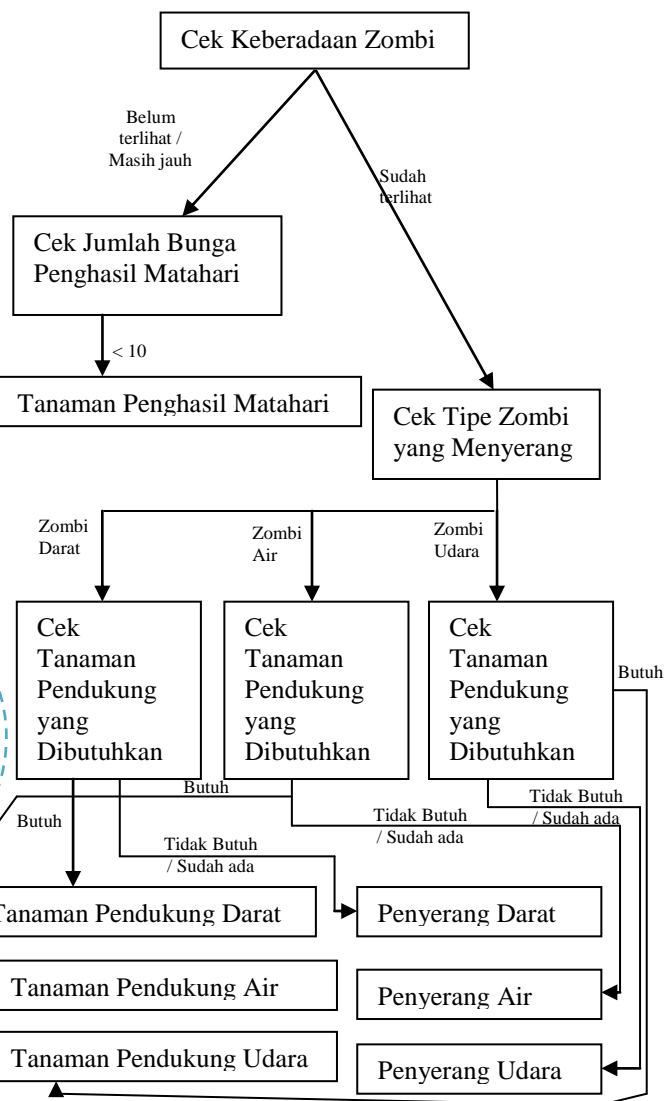 Cek Keberadaan Zombi
Belum
terlihat /
Masih jauh
Sudah
terlihat
Cek Jumlah Bunga
Penghasil Matahari
< 10
Tanaman Penghasil Matahari
Cek Tipe Zombi
yang Menyerang
Zombi
Darat
Zombi
Air
Zombi
Udara
Cek
Tanaman
Pendukung
yang
Dibutuhkan
Cek
Tanaman
Pendukung
yang
Dibutuhkan
Cek
Tanaman
Pendukung
yang
Dibutuhkan
Butuh
Butuh
Butuh
Tidak Butuh
/ Sudah ada
Tidak Butuh
/ Sudah ada
Tidak Butuh
/ Sudah ada
Tanaman Pendukung Darat
Penyerang Darat
Tanaman Pendukung Air
Penyerang Air
Tanaman Pendukung Udara
Penyerang Udara